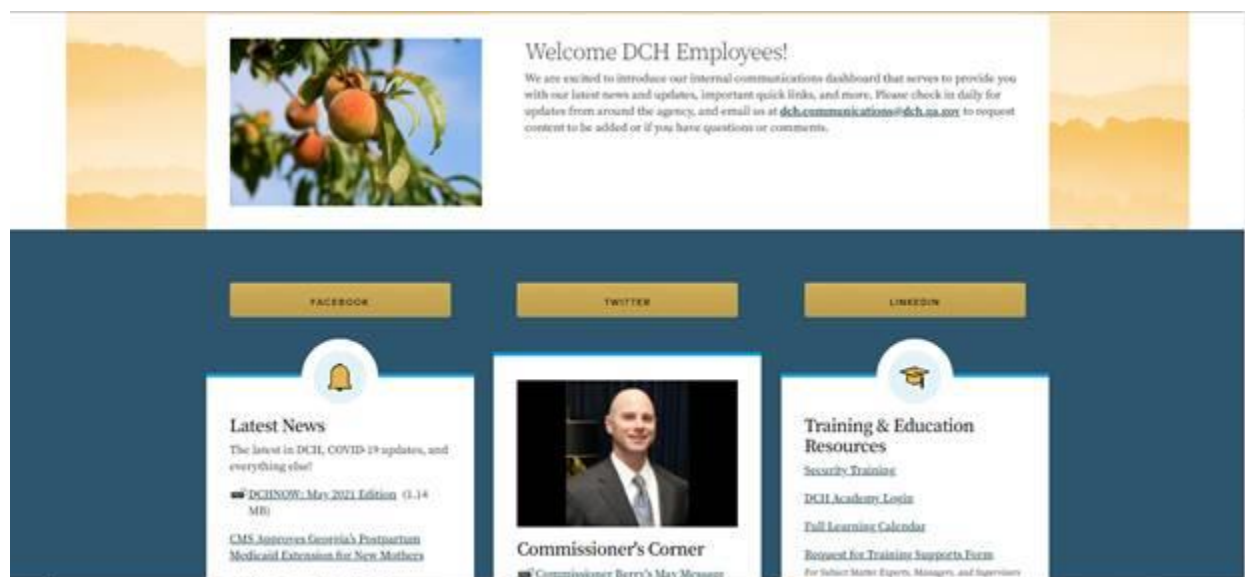 Welcome DCH Employees!
We are excited to introduce our internal communications dashboard that serves to provide you
with our latest news and updates, important quick links, and more. Please check in daily for
updates from around the agency, and email us at dch.communications@dch.ga.gov to request
content to be added or if you have questions or comments.
FACEBOOK
TWITTER
LINKEDIN
Latest News
The latest in DCH, COVID-19 updates, and
everything else!
DCHNOW: May 2021 Edition (1.14
MB)
CMS Approves Georgia's Postpartum
Medicaid Extension for New Mothers
Commissioner's Corner
Commissioner Berry's May Message
Training & Education
Resources
Security Training
DCH Academy Login
Full Learning Calendar
Request for Training Supports Form
For Subject Matter Experts, Managers, and Supervisors